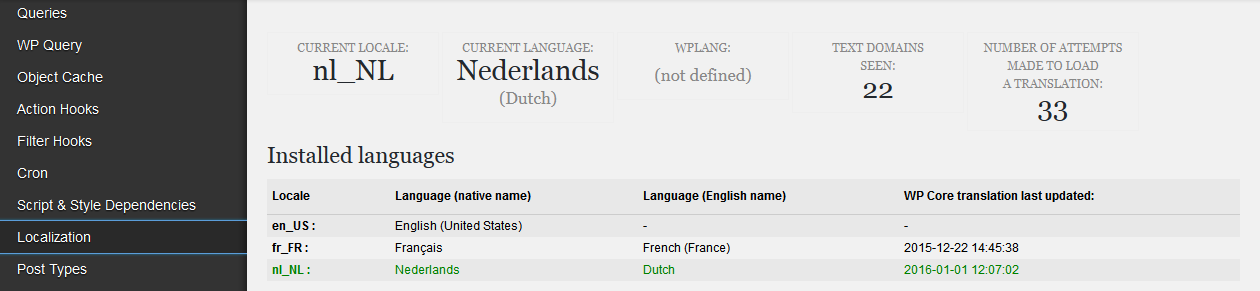 Queries
WP Query
Object Cache
Action Hooks
Filter Hooks
Cron
Script & Style Dependencies
Localization
Post Types
CURRENT LOCALE:
nl_NL
CURRENT LANGUAGE:
Nederlands
(Dutch)
WPLANG:
(not defined)
TEXT DOMAINS
SEEN:
22
NUMBER OF ATTEMPTS
MADE TO LOAD
A TRANSLATION:
33
Installed languages
Locale Language (native name) Language (English name) WP Core translation last updated:
en_US : English (United States) - -
fr_FR : Français French (France) 2015-12-22 14:45:38
nl_NL : Nederlands Dutch 2016-01-01 12:07:02